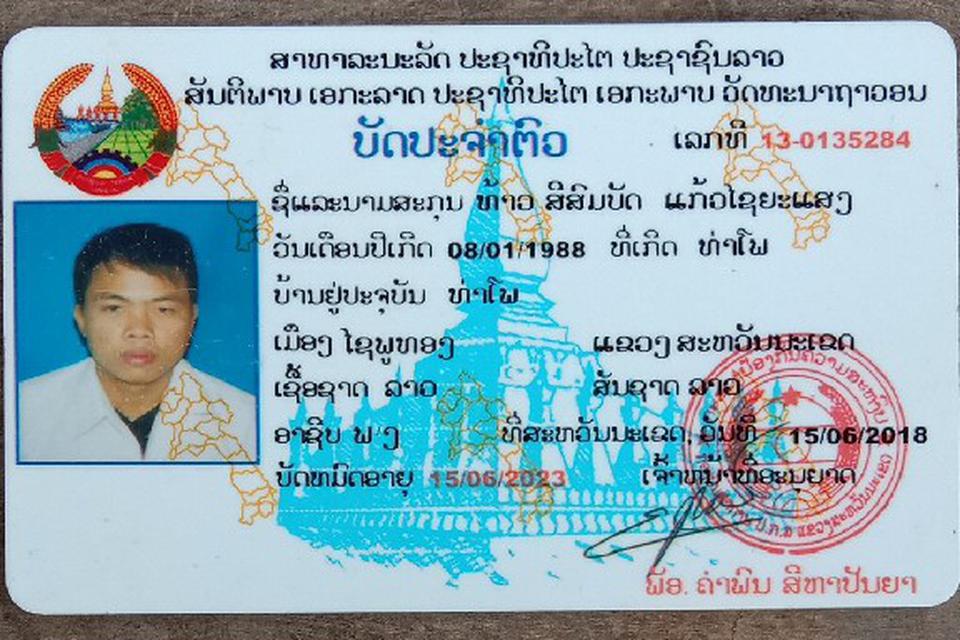 ສາທາລະນະລັດ ປະຊາທິປະໄຕ ປະຊາຊົນລາວ
ສັນຕິພາບ ເອກະລາດ ປະຊາທິປະໄຕ ເອກະພາບ ວັດທະນາຖາວອນ
ບັດປະຈຳຕົວ
ເລກທີ 13-0135284
ຊື່ແລະນາມສະກຸນ ທ້າວ ສີສົມບັດ ແກ້ວໄຊຍະແສງ
ວັນເດືອນປີເກີດ 08/01/1988 ທີ່ເກີດ ທ່າໂພ
ບ້ານຢູ່ປະຈຸບັນ ທ່າໂພ
ເມືອງ ໄຊພູທອງ ແຂວງ ສະຫວັນນະເຂດ
ເຊື້ອຊາດ ລາວ ສັນຊາດ ລາວ
ອາຊີບ ພ/ງ ທີ່ສະຫວັນນະເຂດ, ວັນທີ 15/06/2018
ບັດຫມົດອາຍຸ 15/06/2023 ເຈົ້າຫນ້າທີ່ອະນຸຍາດ
ພັອ. ຄຳພົນ ສີຫາປັນຍາ